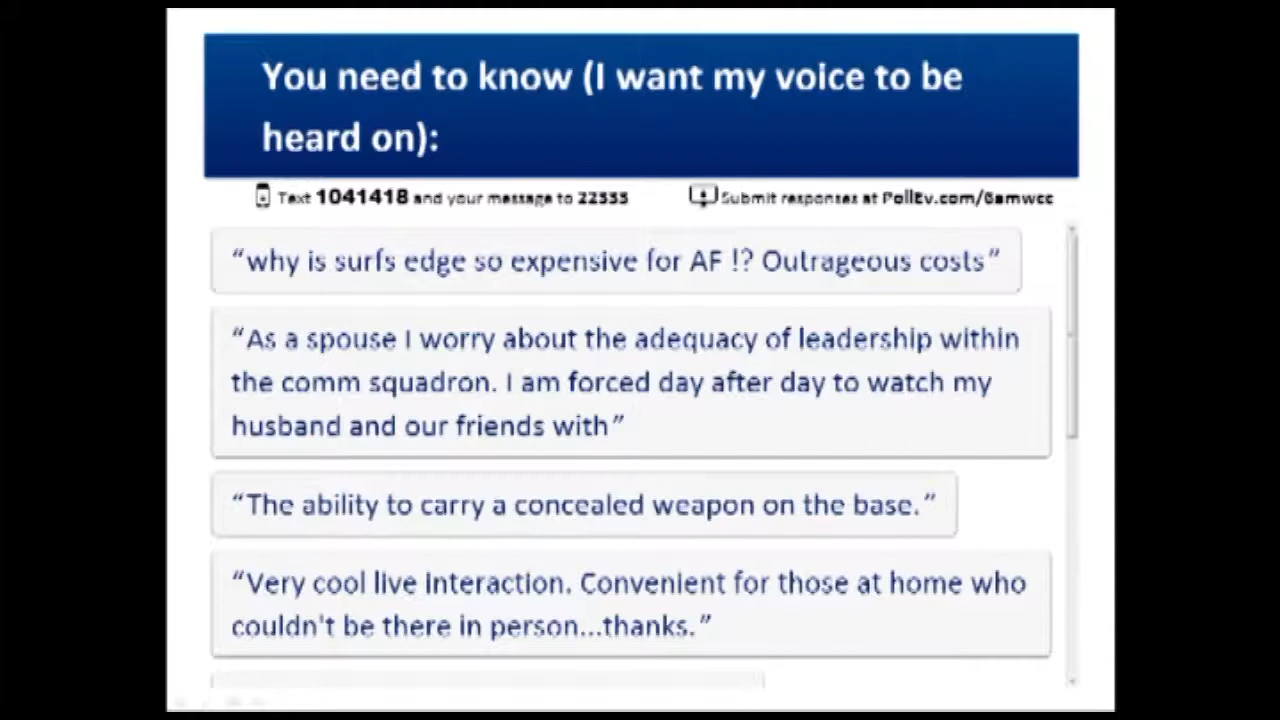 You need to know (I want my voice to be
heard on):
Text 1041418 and your message to 22333
Submit responses at PollEv.com/6amwcc
“why is surfs edge so expensive for AF !? Outrageous costs”
“As a spouse I worry about the adequacy of leadership within
the comm squadron. I am forced day after day to watch my
husband and our friends with”
“The ability to carry a concealed weapon on the base.”
“Very cool live interaction. Convenient for those at home who
couldn't be there in person...thanks.”